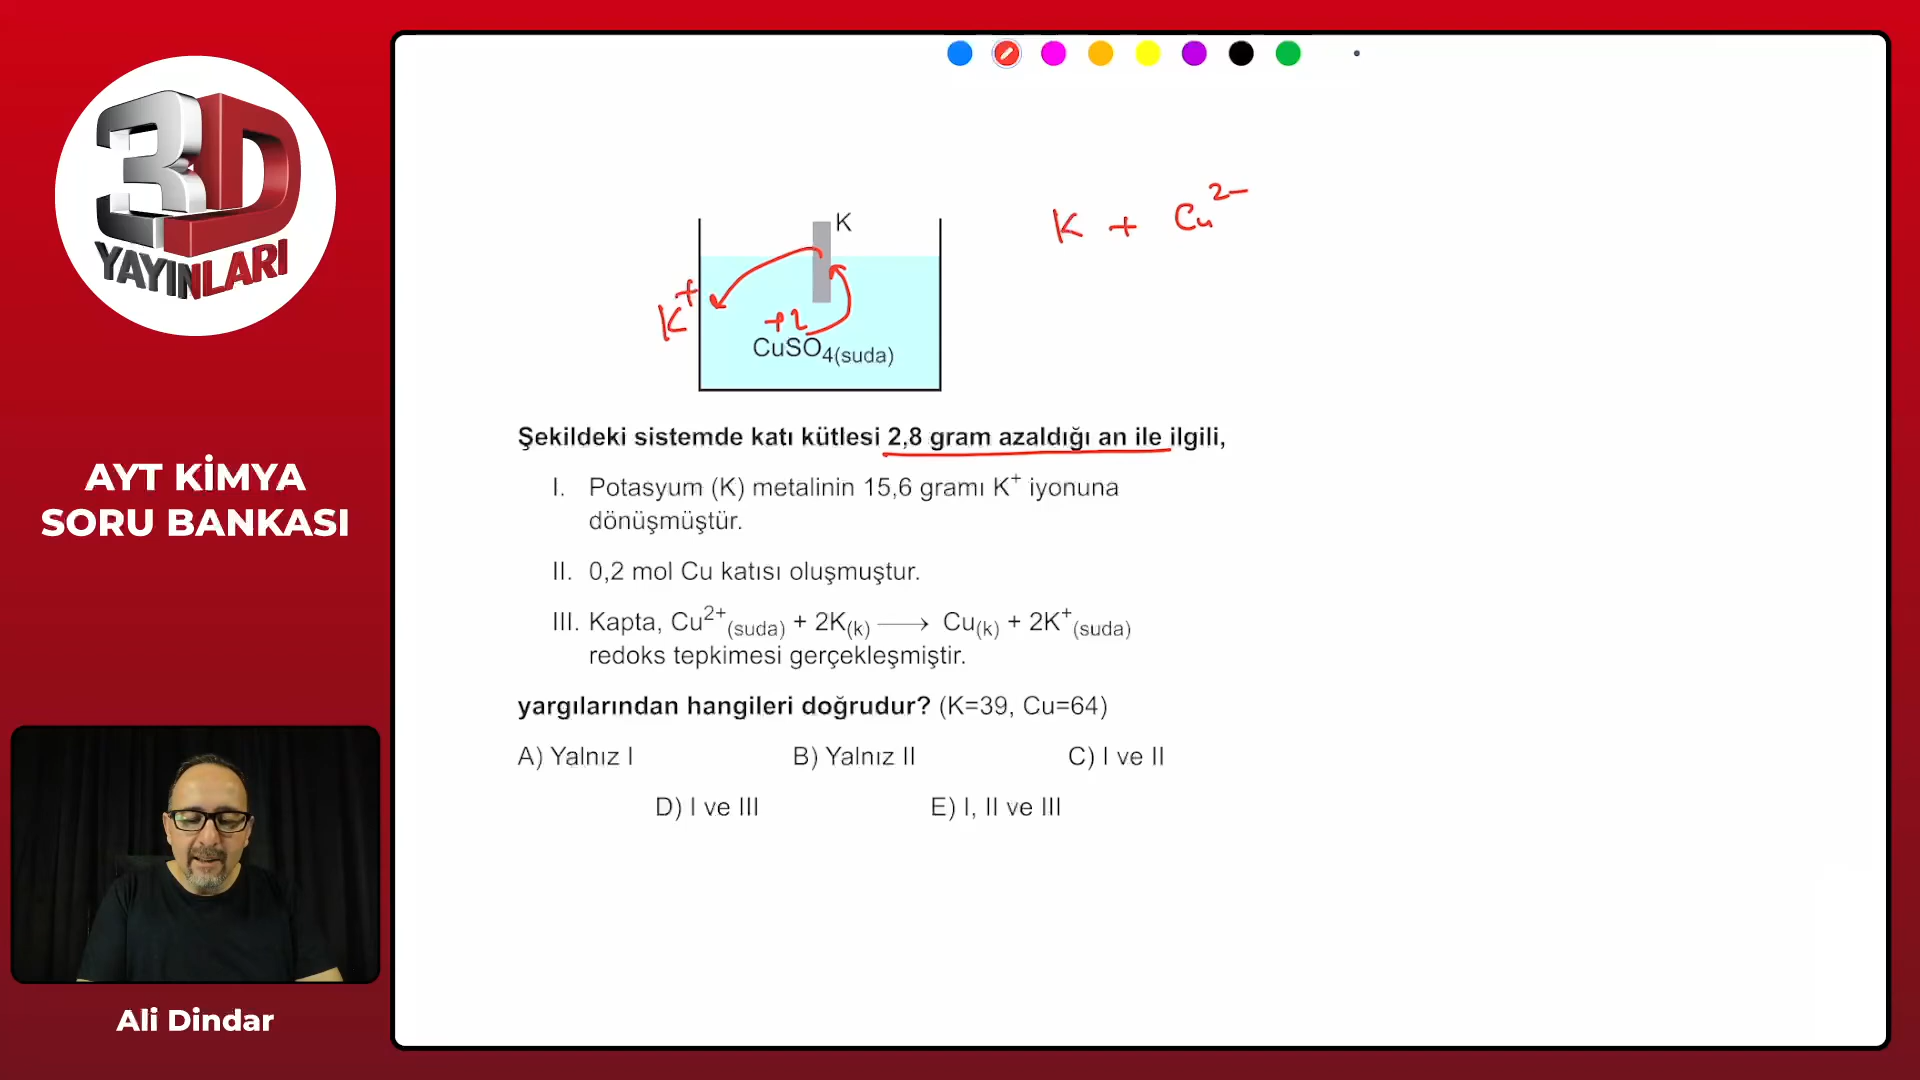 3D
YAYINLARI
AYT KİMYA
SORU BANKASI
Ali Dindar
K
K + Cu²⁻
K⁺
+2
CuSO₄(suda)
Şekildeki sistemde katı kütlesi 2,8 gram azaldığı an ile ilgili,
I. Potasyum (K) metalinin 15,6 gramı K⁺ iyonuna
dönüşmüştür.
II. 0,2 mol Cu katısı oluşmuştur.
III. Kapta, Cu²⁺(suda) + 2K(k) ⟶ Cu(k) + 2K⁺(suda)
redoks tepkimesi gerçekleşmiştir.
yargılarından hangileri doğrudur? (K=39, Cu=64)
A) Yalnız I B) Yalnız II C) I ve II
D) I ve III E) I, II ve III